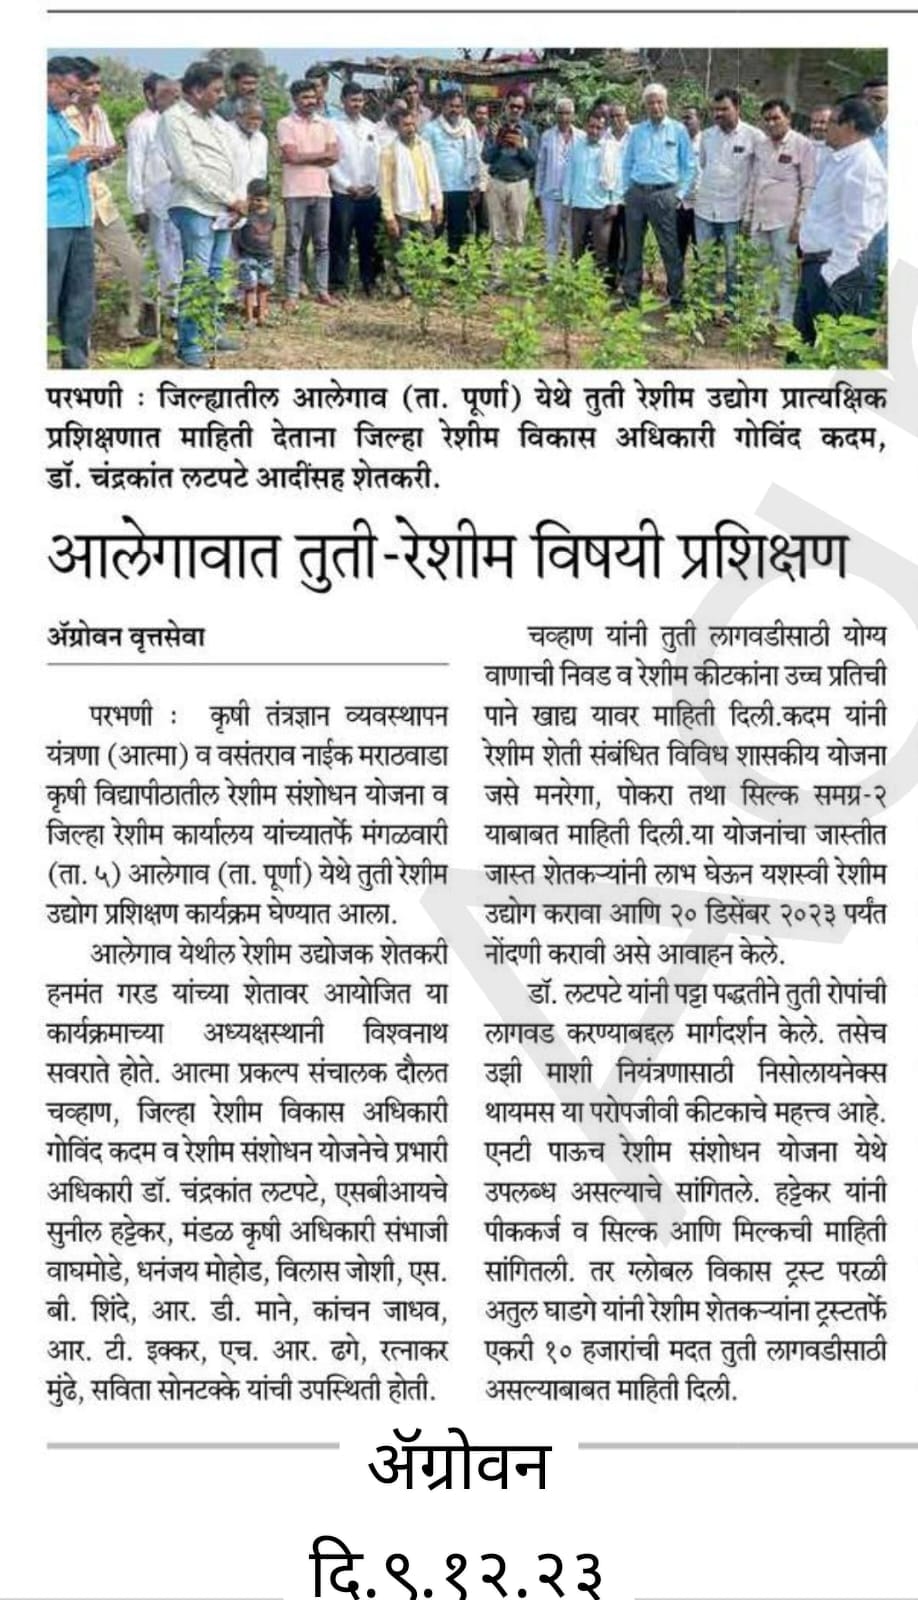 परभणी : जिल्ह्यातील आलेगाव (ता. पूर्णा) येथे तुती रेशीम उद्योग प्रात्यक्षिक
प्रशिक्षणात माहिती देताना जिल्हा रेशीम विकास अधिकारी गोविंद कदम,
डॉ. चंद्रकांत लटपटे आदींसह शेतकरी.
आलेगावात तुती-रेशीम विषयी प्रशिक्षण
ॲग्रोवन वृत्तसेवा
परभणी : कृषी तंत्रज्ञान व्यवस्थापन
यंत्रणा (आत्मा) व वसंतराव नाईक मराठवाडा
कृषी विद्यापीठातील रेशीम संशोधन योजना व
जिल्हा रेशीम कार्यालय यांच्यातर्फे मंगळवारी
(ता. ५) आलेगाव (ता. पूर्णा) येथे तुती रेशीम
उद्योग प्रशिक्षण कार्यक्रम घेण्यात आला.
आलेगाव येथील रेशीम उद्योजक शेतकरी
हनमंत गरड यांच्या शेतावर आयोजित या
कार्यक्रमाच्या अध्यक्षस्थानी विश्वनाथ
सवराते होते. आत्मा प्रकल्प संचालक दौलत
चव्हाण, जिल्हा रेशीम विकास अधिकारी
गोविंद कदम व रेशीम संशोधन योजनेचे प्रभारी
अधिकारी डॉ. चंद्रकांत लटपटे, एसबीआयचे
सुनील हट्टेकर, मंडळ कृषी अधिकारी संभाजी
वाघमोडे, धनंजय मोहोड, विलास जोशी, एस.
बी. शिंदे, आर. डी. माने, कांचन जाधव,
आर. टी. इक्कर, एच. आर. ढगे, रत्नाकर
मुंढे, सविता सोनटक्के यांची उपस्थिती होती.
चव्हाण यांनी तुती लागवडीसाठी योग्य
वाणाची निवड व रेशीम कीटकांना उच्च प्रतिची
पाने खाद्य यावर माहिती दिली.कदम यांनी
रेशीम शेती संबंधित विविध शासकीय योजना
जसे मनरेगा, पोकरा तथा सिल्क समग्र-२
याबाबत माहिती दिली.या योजनांचा जास्तीत
जास्त शेतकऱ्यांनी लाभ घेऊन यशस्वी रेशीम
उद्योग करावा आणि २० डिसेंबर २०२३ पर्यंत
नोंदणी करावी असे आवाहन केले.
डॉ. लटपटे यांनी पट्टा पद्धतीने तुती रोपांची
लागवड करण्याबद्दल मार्गदर्शन केले. तसेच
उझी माशी नियंत्रणासाठी निसोलायनेक्स
थायमस या परोपजीवी कीटकाचे महत्त्व आहे.
एनटी पाऊच रेशीम संशोधन योजना येथे
उपलब्ध असल्याचे सांगितले. हट्टेकर यांनी
पीककर्ज व सिल्क आणि मिल्कची माहिती
सांगितली. तर ग्लोबल विकास ट्रस्ट परळी
अतुल घाडगे यांनी रेशीम शेतकऱ्यांना ट्रस्टतर्फे
एकरी १० हजारांची मदत तुती लागवडीसाठी
असल्याबाबत माहिती दिली.
ॲग्रोवन
दि.९.१२.२३